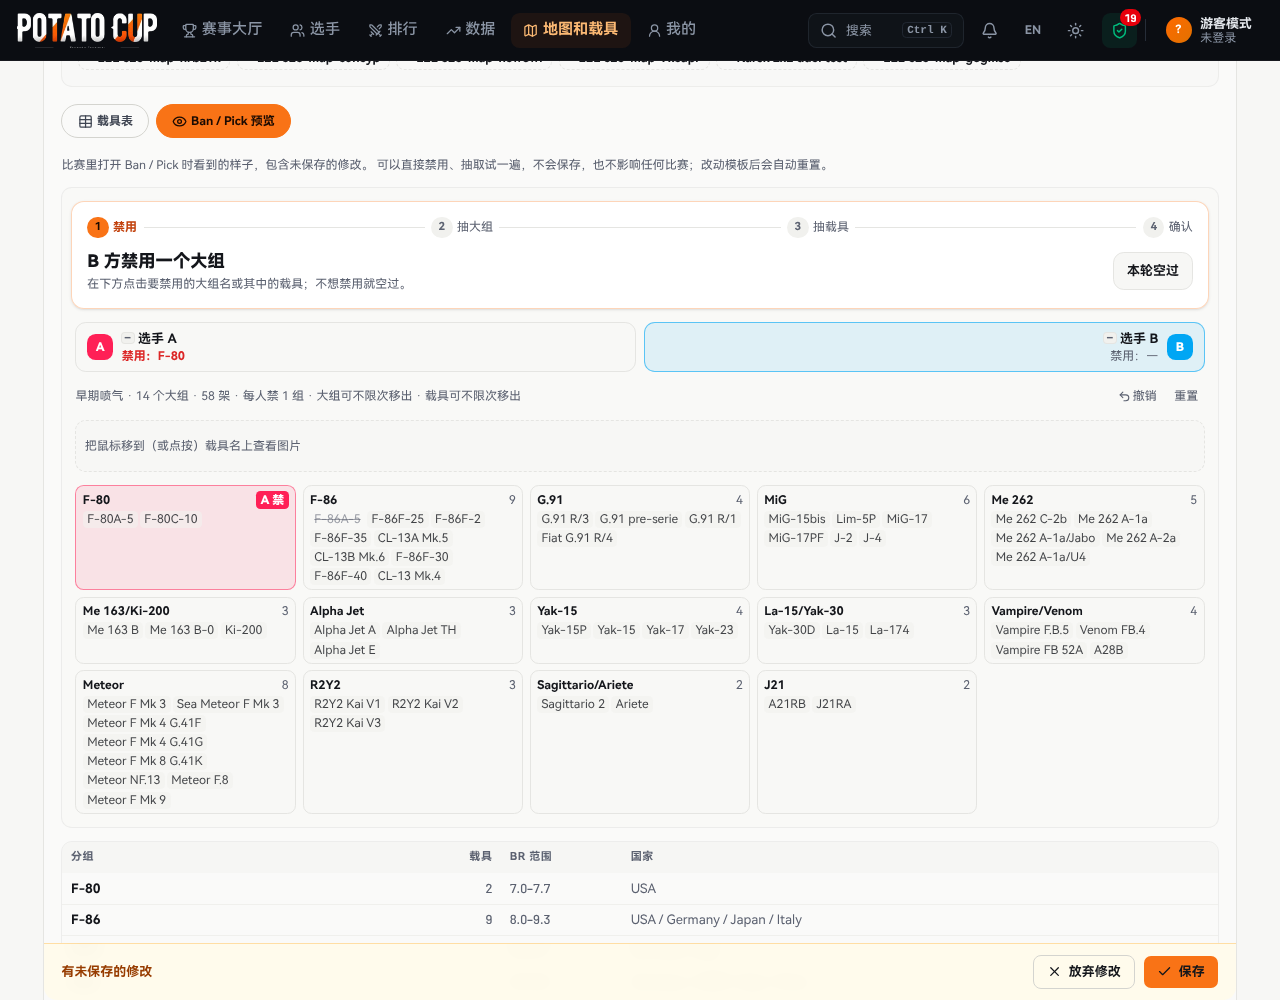 POTATO CUP
赛事大厅
选手
排行
数据
地图和载具
我的
搜索 Ctrl K
EN
19
?
游客模式
未登录
载具表
Ban / Pick 预览
比赛里打开 Ban / Pick 时看到的样子，包含未保存的修改。 可以直接禁用、抽取试一遍，不会保存，也不影响任何比赛；改动模板后会自动重置。
1 禁用
2 抽大组
3 抽载具
4 确认
B 方禁用一个大组
在下方点击要禁用的大组名或其中的载具；不想禁用就空过。
本轮空过
A
– 选手 A
禁用：F-80
– 选手 B
禁用：—
B
早期喷气 · 14 个大组 · 58 架 · 每人禁 1 组 · 大组可不限次移出 · 载具可不限次移出
撤销
重置
把鼠标移到（或点按）载具名上查看图片
F-80 A 禁
F-80A-5 F-80C-10
F-86 9
F-86A-5 F-86F-25 F-86F-2
F-86F-35 CL-13A Mk.5
CL-13B Mk.6 F-86F-30
F-86F-40 CL-13 Mk.4
G.91 4
G.91 R/3 G.91 pre-serie G.91 R/1
Fiat G.91 R/4
MiG 6
MiG-15bis Lim-5P MiG-17
MiG-17PF J-2 J-4
Me 262 5
Me 262 C-2b Me 262 A-1a
Me 262 A-1a/Jabo Me 262 A-2a
Me 262 A-1a/U4
Me 163/Ki-200 3
Me 163 B Me 163 B-0 Ki-200
Alpha Jet 3
Alpha Jet A Alpha Jet TH
Alpha Jet E
Yak-15 4
Yak-15P Yak-15 Yak-17 Yak-23
La-15/Yak-30 3
Yak-30D La-15 La-174
Vampire/Venom 4
Vampire F.B.5 Venom FB.4
Vampire FB 52A A28B
Meteor 8
Meteor F Mk 3 Sea Meteor F Mk 3
Meteor F Mk 4 G.41F
Meteor F Mk 4 G.41G
Meteor F Mk 8 G.41K
Meteor NF.13 Meteor F.8
Meteor F Mk 9
R2Y2 3
R2Y2 Kai V1 R2Y2 Kai V2
R2Y2 Kai V3
Sagittario/Ariete 2
Sagittario 2 Ariete
J21 2
A21RB J21RA
分组 载具 BR 范围 国家
F-80 2 7.0–7.7 USA
F-86 9 8.0–9.3 USA / Germany / Japan / Italy
有未保存的修改
放弃修改
保存